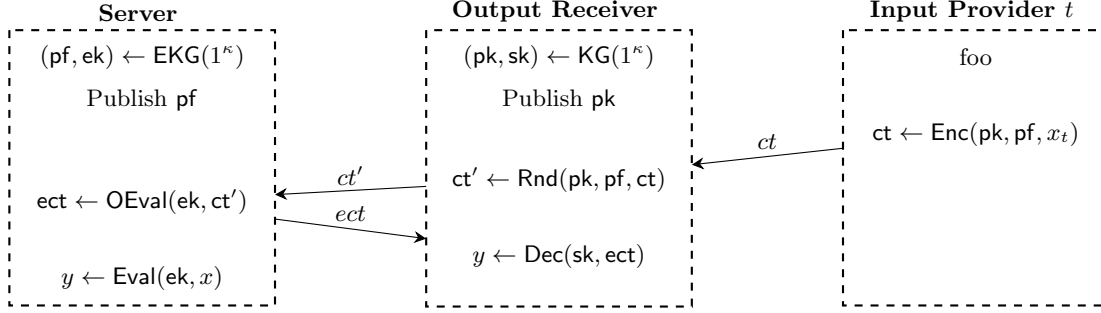 Server
(pf, ek) ← EKG(1^κ)
Publish pf
ect ← OEval(ek, ct′)
y ← Eval(ek, x)
Output Receiver
(pk, sk) ← KG(1^κ)
Publish pk
ct′ ← Rnd(pk, pf, ct)
y ← Dec(sk, ect)
Input Provider t
foo
ct ← Enc(pk, pf, x_t)
ct
ct′
ect